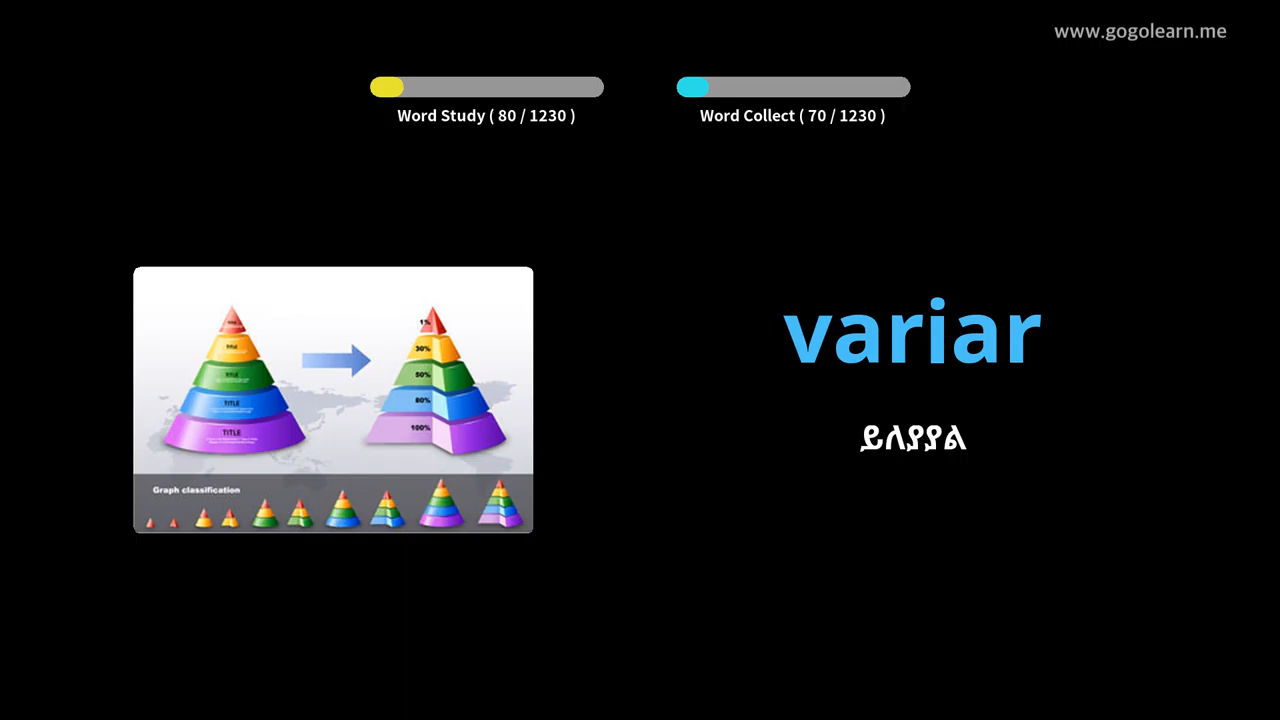 www.gogolearn.me
Word Study ( 80 / 1230 )
Word Collect ( 70 / 1230 )
variar
ይለያያል
TITLE
TITLE
TITLE
TITLE
1%
30%
50%
80%
100%
Graph classification